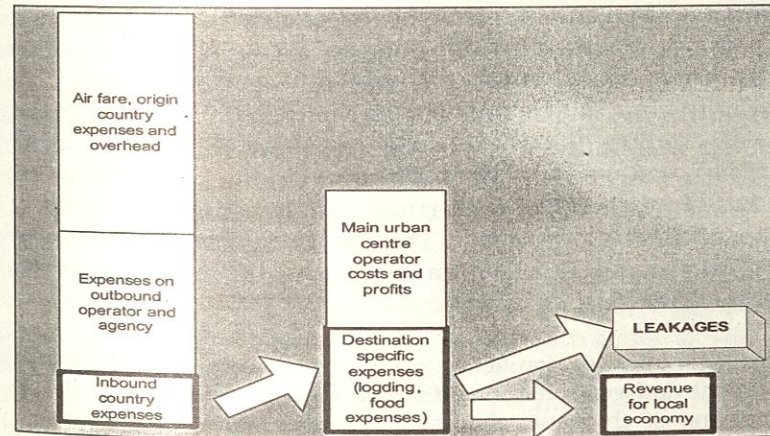 Air fare, origin
country
expenses and
overhead
Expenses on
outbound
operator and
agency
Inbound
country
expenses
Main urban
centre
operator
costs and
profits
Destination
specific
expenses
(logding,
food
expenses)
LEAKAGES
Revenue
for local
economy